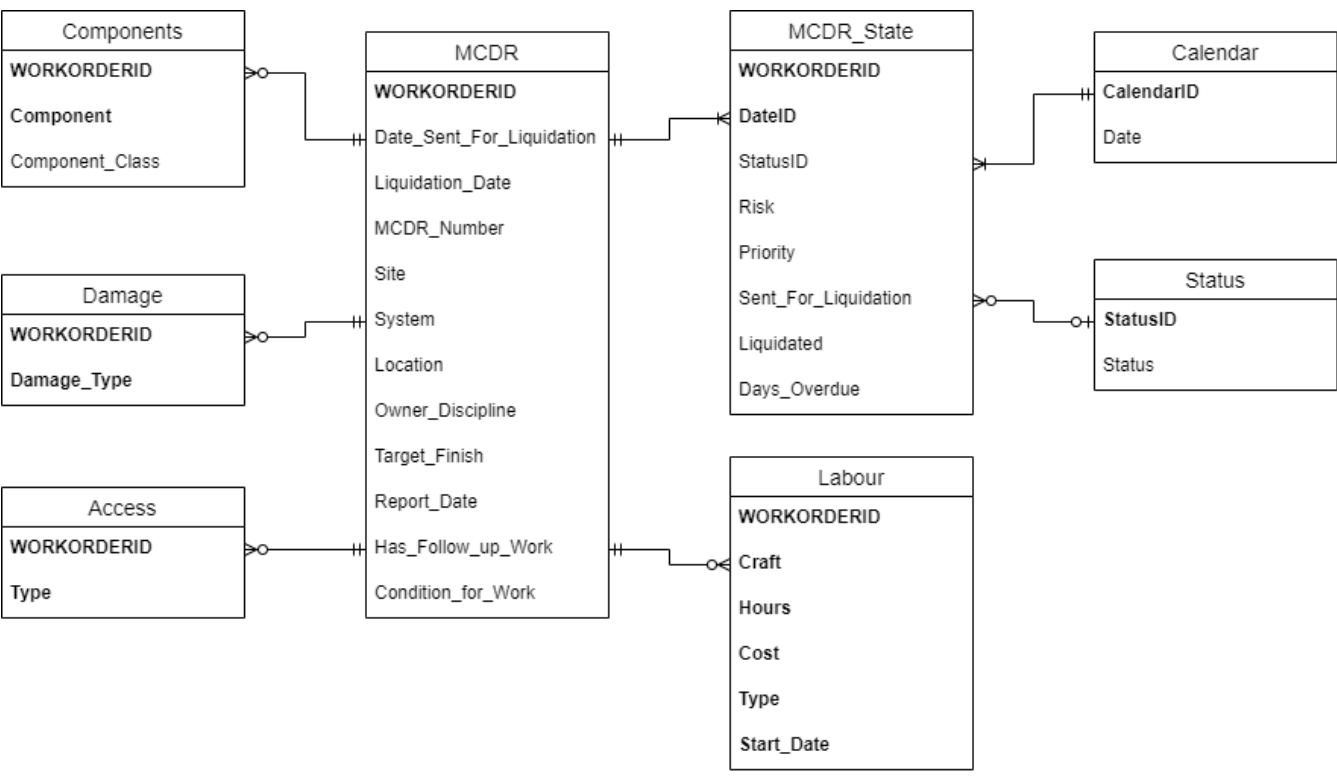 Components
WORKORDERID
Component
Component_Class
Damage
WORKORDERID
Damage_Type
Access
WORKORDERID
Type
MCDR
WORKORDERID
Date_Sent_For_Liquidation
Liquidation_Date
MCDR_Number
Site
System
Location
Owner_Discipline
Target_Finish
Report_Date
Has_Follow_up_Work
Condition_for_Work
MCDR_State
WORKORDERID
DateID
StatusID
Risk
Priority
Sent_For_Liquidation
Liquidated
Days_Overdue
Labour
WORKORDERID
Craft
Hours
Cost
Type
Start_Date
Calendar
CalendarID
Date
Status
StatusID
Status